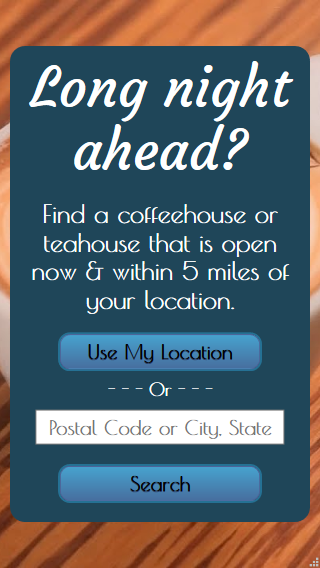 Long night
ahead?
Find a coffeehouse or
teahouse that is open
now & within 5 miles of
your location.
Use My Location
- - - Or - - -
Postal Code or City, State
Search